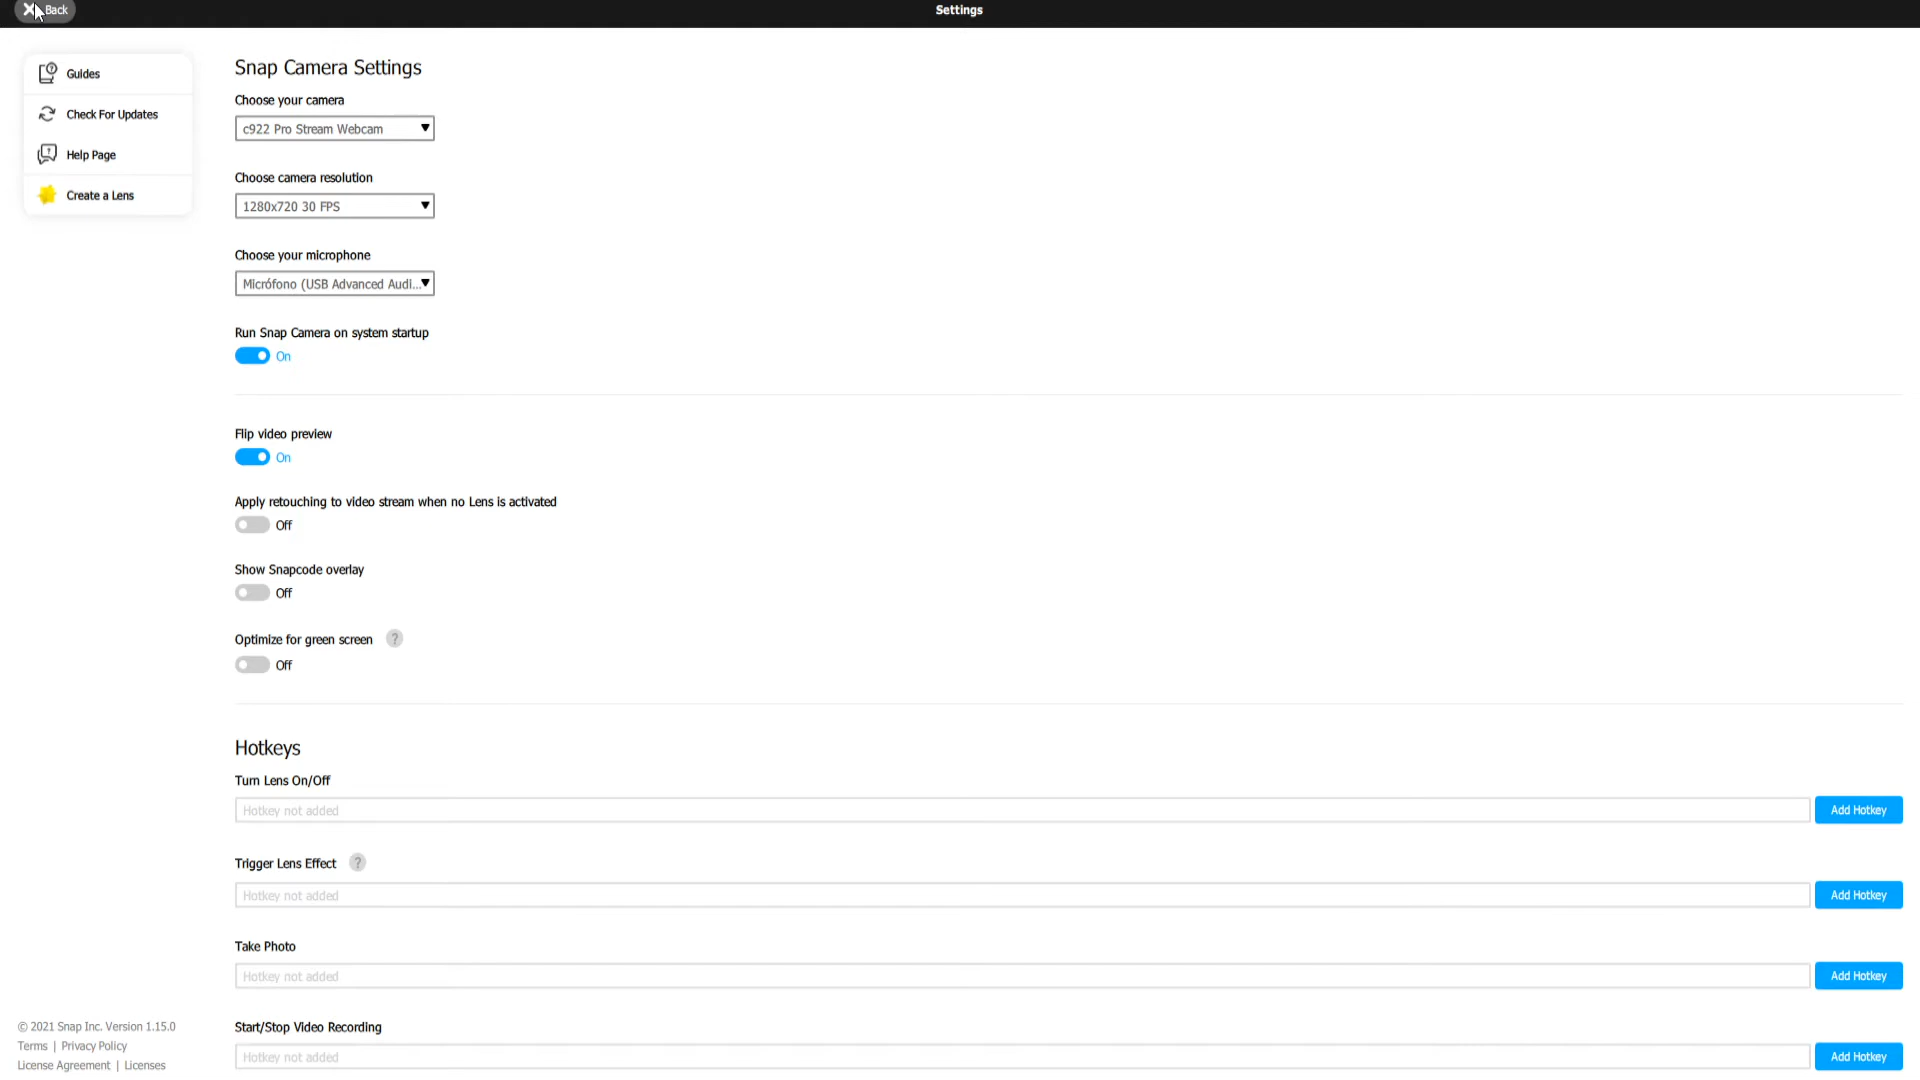 Back
Settings
Guides
Check For Updates
Help Page
Create a Lens
Snap Camera Settings
Choose your camera
c922 Pro Stream Webcam
Choose camera resolution
1280x720 30 FPS
Choose your microphone
Micrófono (USB Advanced Audi...
Run Snap Camera on system startup
On
Flip video preview
On
Apply retouching to video stream when no Lens is activated
Off
Show Snapcode overlay
Off
Optimize for green screen ?
Off
Hotkeys
Turn Lens On/Off
Hotkey not added Add Hotkey
Trigger Lens Effect ?
Hotkey not added Add Hotkey
Take Photo
Hotkey not added Add Hotkey
Start/Stop Video Recording
Hotkey not added Add Hotkey
© 2021 Snap Inc. Version 1.15.0
Terms | Privacy Policy
License Agreement | Licenses